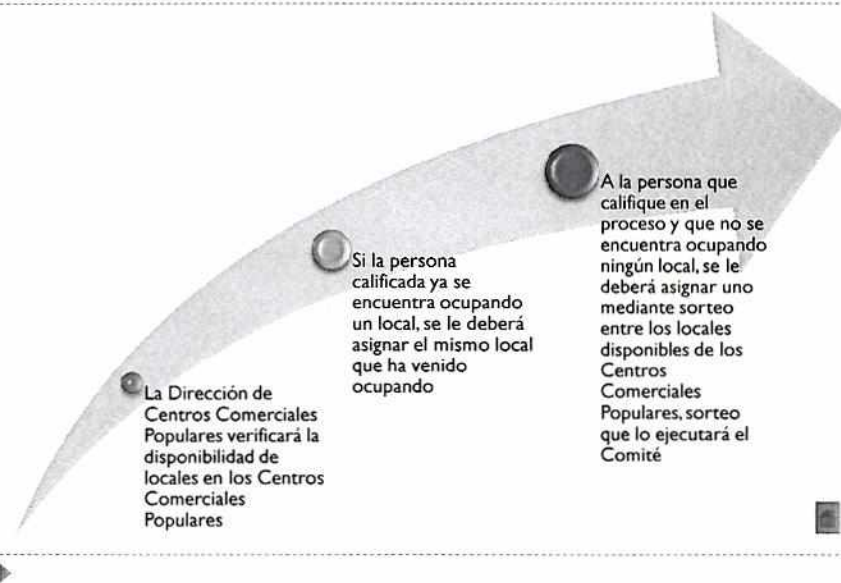 La Dirección de
Centros Comerciales
Populares verificará la
disponibilidad de
locales en los Centros
Comerciales
Populares
Si la persona
calificada ya se
encuentra ocupando
un local, se le deberá
asignar el mismo local
que ha venido
ocupando
A la persona que
califique en el
proceso y que no se
encuentra ocupando
ningún local, se le
deberá asignar uno
mediante sorteo
entre los locales
disponibles de los
Centros
Comerciales
Populares, sorteo
que lo ejecutará el
Comité